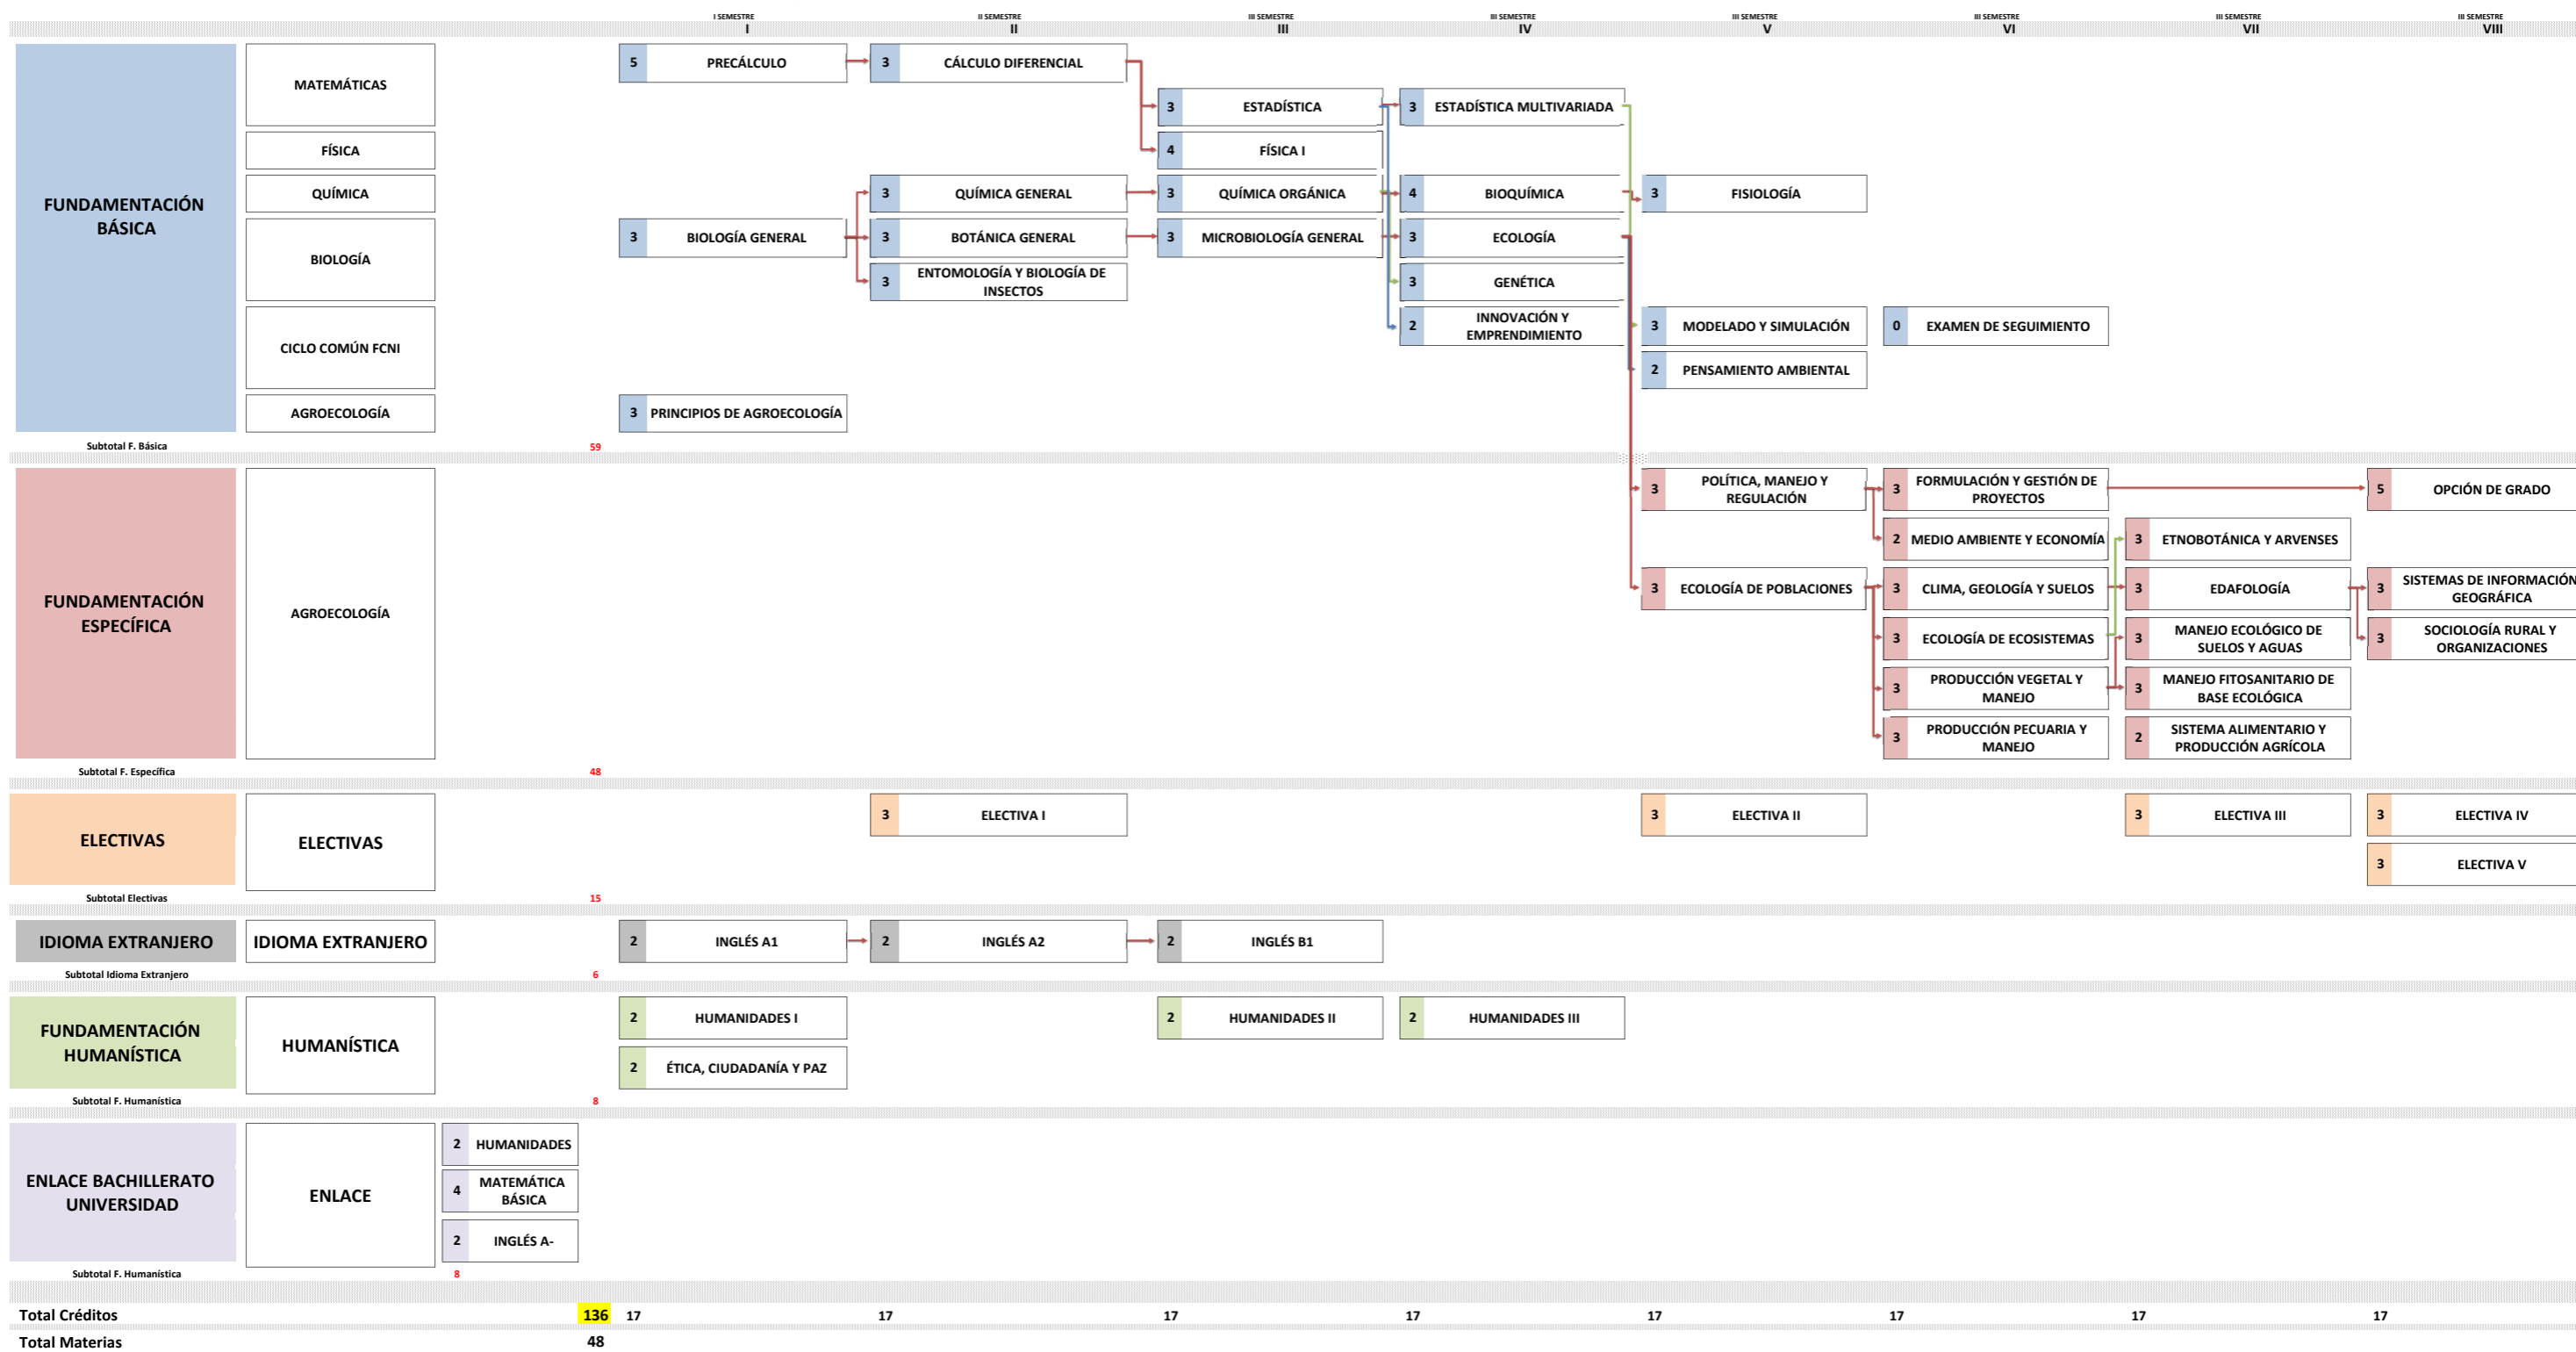 I SEMESTRE II SEMESTRE III SEMESTRE III SEMESTRE III SEMESTRE III SEMESTRE III SEMESTRE III SEMESTRE
I II III IV V VI VII VIII
FUNDAMENTACIÓN
BÁSICA
MATEMÁTICAS
5 PRECÁLCULO 3 CÁLCULO DIFERENCIAL
3 ESTADÍSTICA 3 ESTADÍSTICA MULTIVARIADA
FÍSICA
4 FÍSICA I
QUÍMICA
3 QUÍMICA GENERAL 3 QUÍMICA ORGÁNICA 4 BIOQUÍMICA 3 FISIOLOGÍA
BIOLOGÍA
3 BIOLOGÍA GENERAL 3 BOTÁNICA GENERAL 3 MICROBIOLOGÍA GENERAL 3 ECOLOGÍA
3 ENTOMOLOGÍA Y BIOLOGÍA DE
INSECTOS
3 GENÉTICA
CICLO COMÚN FCNI
2 INNOVACIÓN Y
EMPRENDIMIENTO
3 MODELADO Y SIMULACIÓN 0 EXAMEN DE SEGUIMIENTO
2 PENSAMIENTO AMBIENTAL
AGROECOLOGÍA
3 PRINCIPIOS DE AGROECOLOGÍA
Subtotal F. Básica 59
FUNDAMENTACIÓN
ESPECÍFICA
AGROECOLOGÍA
3 POLÍTICA, MANEJO Y
REGULACIÓN
3 FORMULACIÓN Y GESTIÓN DE
PROYECTOS
5 OPCIÓN DE GRADO
2 MEDIO AMBIENTE Y ECONOMÍA 3 ETNOBOTÁNICA Y ARVENSES
3 ECOLOGÍA DE POBLACIONES 3 CLIMA, GEOLOGÍA Y SUELOS 3 EDAFOLOGÍA
3 SISTEMAS DE INFORMACIÓN
GEOGRÁFICA
3 ECOLOGÍA DE ECOSISTEMAS
3 MANEJO ECOLÓGICO DE
SUELOS Y AGUAS
3 SOCIOLOGÍA RURAL Y
ORGANIZACIONES
3 PRODUCCIÓN VEGETAL Y
MANEJO
3 MANEJO FITOSANITARIO DE
BASE ECOLÓGICA
3 PRODUCCIÓN PECUARIA Y
MANEJO
2 SISTEMA ALIMENTARIO Y
PRODUCCIÓN AGRÍCOLA
Subtotal F. Específica 48
ELECTIVAS
ELECTIVAS
3 ELECTIVA I 3 ELECTIVA II 3 ELECTIVA III 3 ELECTIVA IV
3 ELECTIVA V
Subtotal Electivas 15
IDIOMA EXTRANJERO IDIOMA EXTRANJERO 2 INGLÉS A1 2 INGLÉS A2 2 INGLÉS B1
Subtotal Idioma Extranjero 6
FUNDAMENTACIÓN
HUMANÍSTICA
HUMANÍSTICA
2 HUMANIDADES I 2 HUMANIDADES II 2 HUMANIDADES III
2 ÉTICA, CIUDADANÍA Y PAZ
Subtotal F. Humanística 8
ENLACE BACHILLERATO
UNIVERSIDAD
ENLACE
2 HUMANIDADES
4 MATEMÁTICA
BÁSICA
2 INGLÉS A-
Subtotal F. Humanística 8
Total Créditos 136 17 17 17 17 17 17 17 17
Total Materias 48